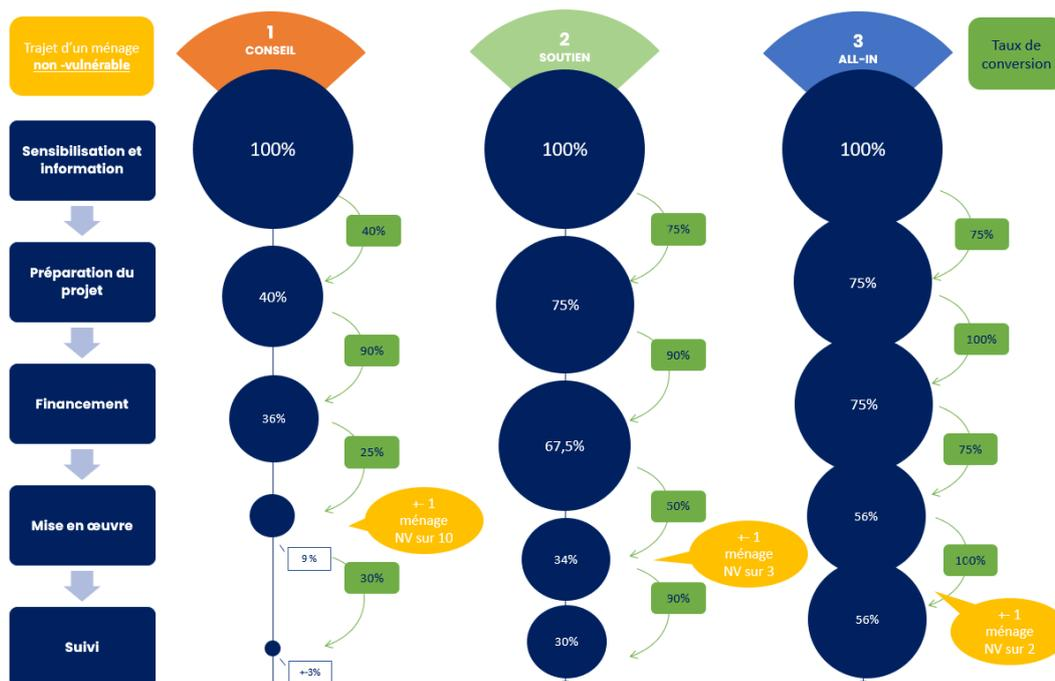 Trajet d'un ménage
non -vulnérable
1
CONSEIL
2
SOUTIEN
3
ALL-IN
Taux de
conversion
Sensibilisation et
information
100%
100%
100%
40%
75%
75%
Préparation du
projet
40%
75%
75%
90%
90%
100%
Financement
36%
67,5%
75%
25%
50%
75%
Mise en œuvre
+- 1
ménage
NV sur 10
9 %
34%
+- 1
ménage
NV sur 3
56%
30%
90%
100%
Suivi
+-3%
30%
56%
+- 1
ménage
NV sur 2